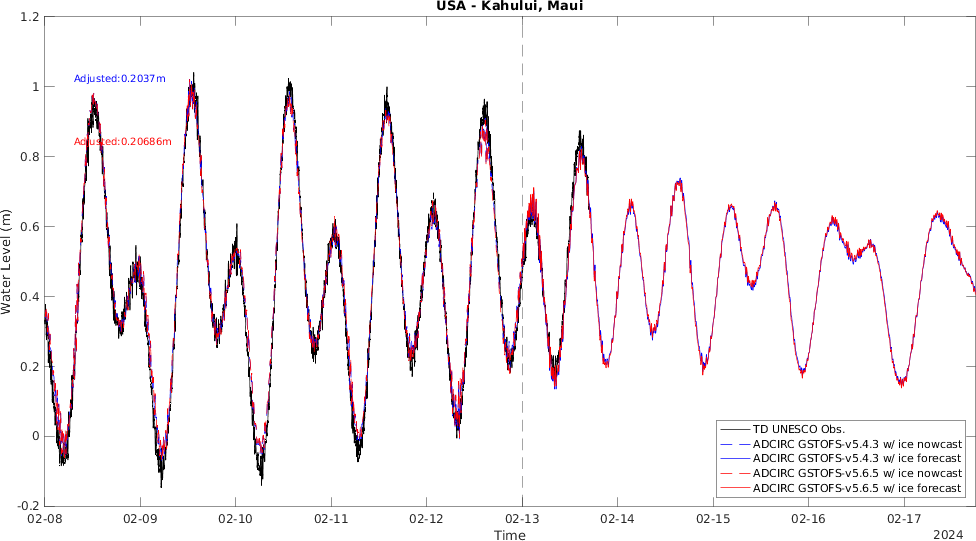 USA - Kahului, Maui
1.2
1
0.8
0.6
0.4
0.2
0
-0.2
Water Level (m)
Adjusted:0.2037m
Adjusted:0.20686m
TD UNESCO Obs.
ADCIRC GSTOFS-v5.4.3 w/ ice nowcast
ADCIRC GSTOFS-v5.4.3 w/ ice forecast
ADCIRC GSTOFS-v5.6.5 w/ ice nowcast
ADCIRC GSTOFS-v5.6.5 w/ ice forecast
02-08 02-09 02-10 02-11 02-12 02-13 02-14 02-15 02-16 02-17
Time
2024